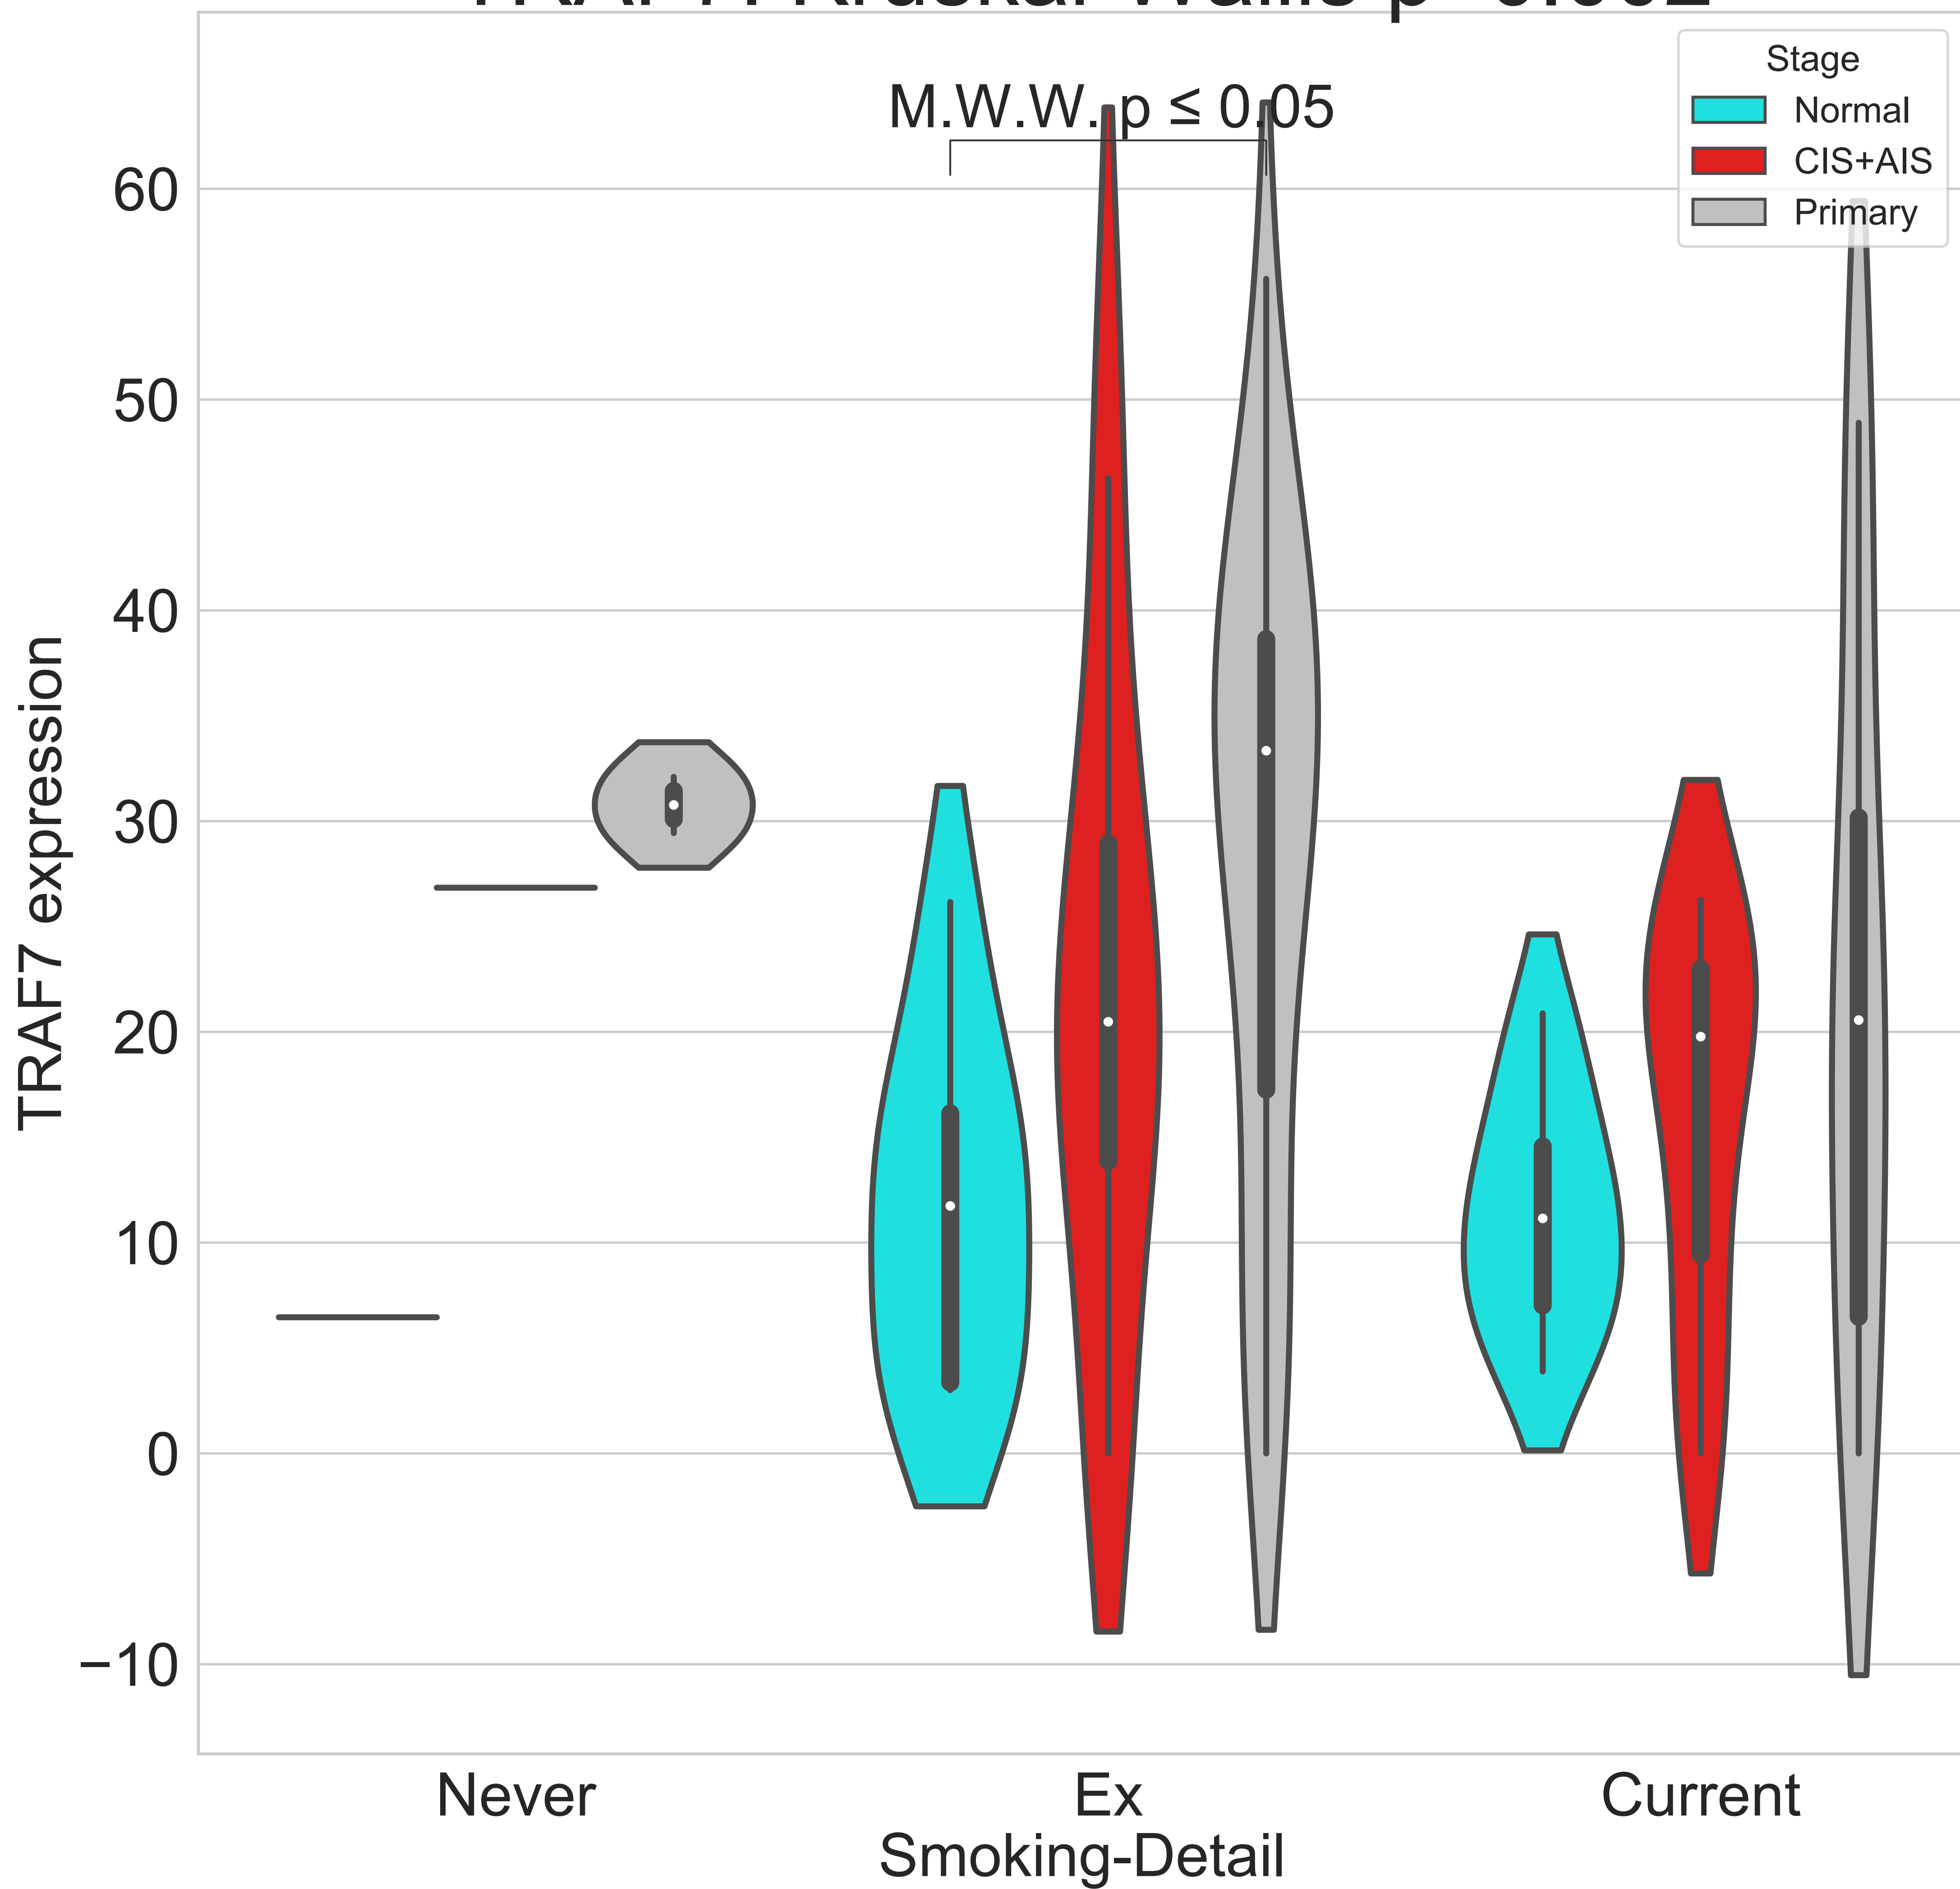 M.W.W. p ≤ 0.05
Stage
Normal
CIS+AIS
Primary
60
50
40
30
20
10
0
−10
TRAF7 expression
Never
Ex
Current
Smoking-Detail